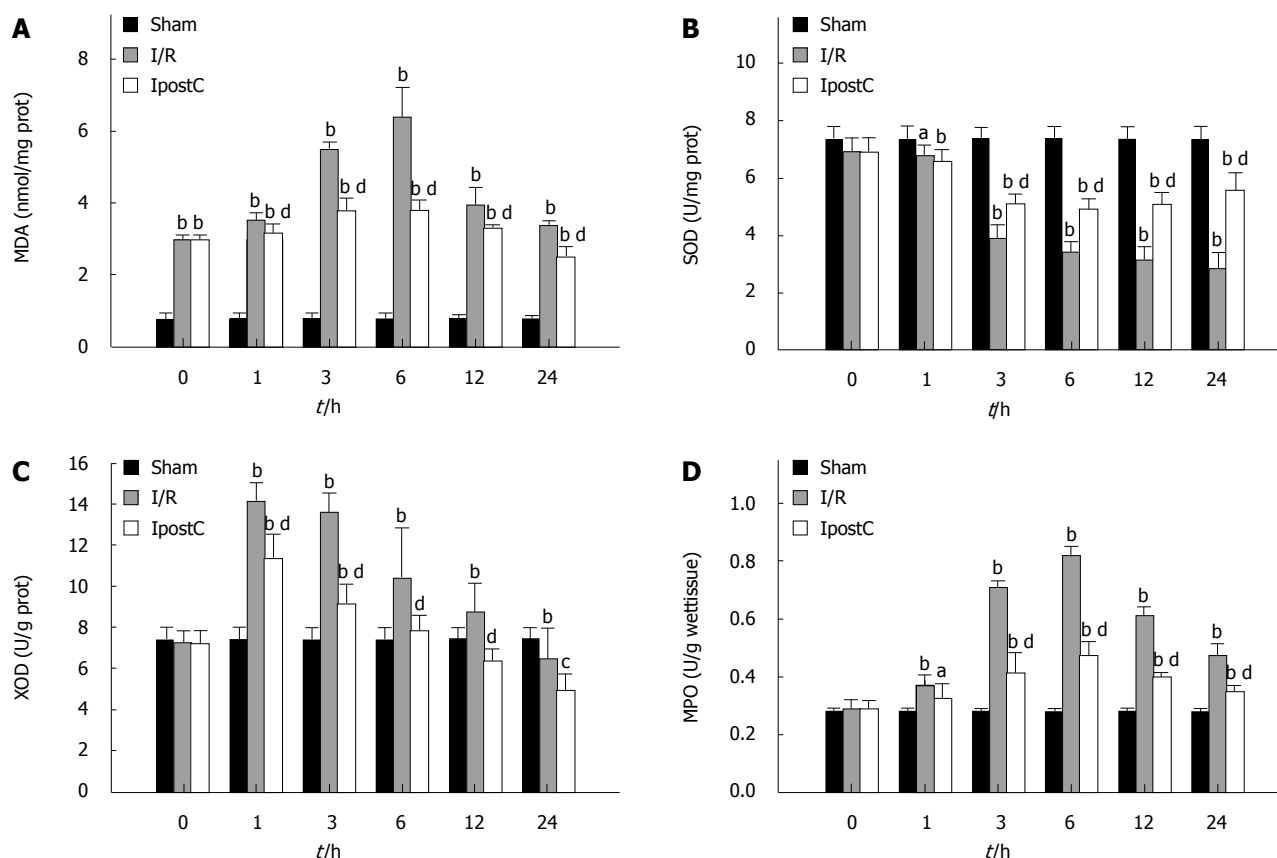 A
Sham
I/R
IpostC
MDA (nmol/mg prot)
8
6
4
2
0
b b
b
b d
b
b d
b
b d
b
b d
b
b d
0 1 3 6 12 24
t/h
B
Sham
I/R
IpostC
SOD (U/mg prot)
10
8
6
4
2
0
a
b
b
b d
b
b d
b
b d
b
b d
0 1 3 6 12 24
t/h
C
Sham
I/R
IpostC
XOD (U/g prot)
16
14
12
10
8
6
4
2
0
b
b d
b
b d
b
d
b
d
b
c
0 1 3 6 12 24
t/h
D
Sham
I/R
IpostC
MPO (U/g wettissue)
1.0
0.8
0.6
0.4
0.2
0.0
b
a
b
b d
b
b d
b
b d
b
b d
0 1 3 6 12 24
t/h